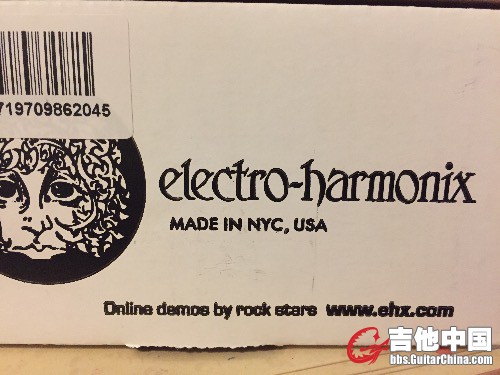 719709862045
electro-harmonix
MADE IN NYC, USA
Online demos by rock stars www.ehx.com
吉他中国
bbs.GuitarChina.com